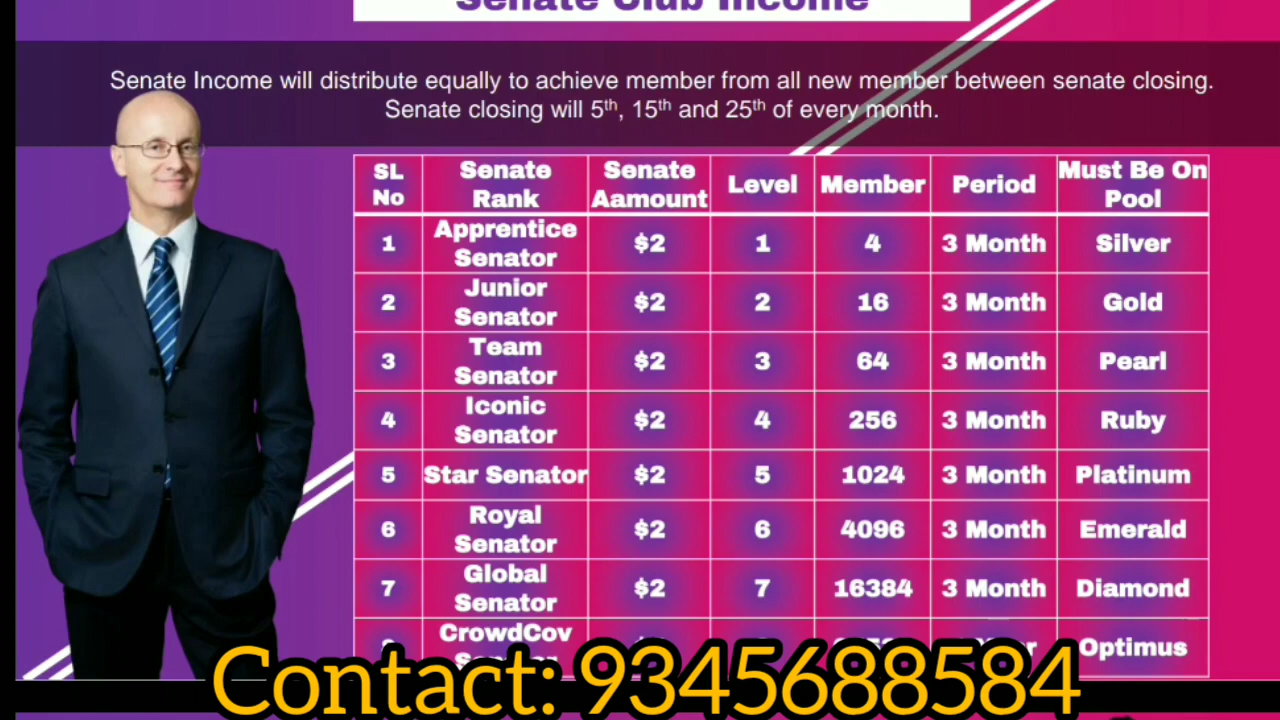 Senate Club Income
Senate Income will distribute equally to achieve member from all new member between senate closing.
Senate closing will 5th, 15th and 25th of every month.
SL No Senate Rank Senate Aamount Level Member Period Must Be On Pool
1 Apprentice Senator $2 1 4 3 Month Silver
2 Junior Senator $2 2 16 3 Month Gold
3 Team Senator $2 3 64 3 Month Pearl
4 Iconic Senator $2 4 256 3 Month Ruby
5 Star Senator $2 5 1024 3 Month Platinum
6 Royal Senator $2 6 4096 3 Month Emerald
7 Global Senator $2 7 16384 3 Month Diamond
CrowdCov Optimus
Contact: 9345688584